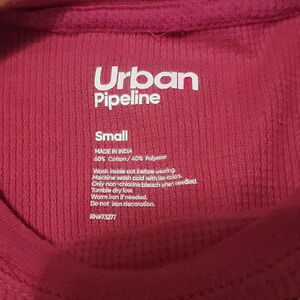 Urban
Pipeline
Small
MADE IN INDIA
60% Cotton / 40% Polyester
Wash inside out before wearing.
Machine wash cold with like colors.
Only non-chlorine bleach when needed.
Tumble dry low.
Warm iron if needed.
Do not iron decoration.
RN#73277